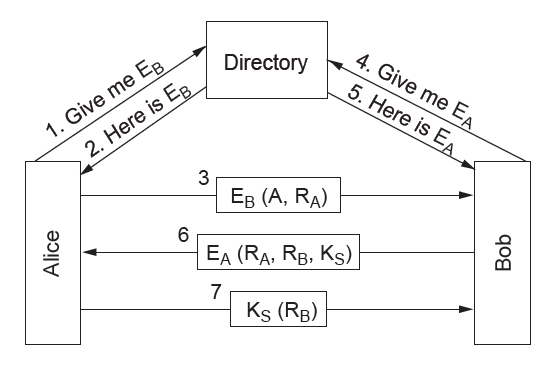 Directory
1. Give me E_B
2. Here is E_B
4. Give me E_A
5. Here is E_A
Alice
Bob
3
E_B (A, R_A)
6
E_A (R_A, R_B, K_S)
7
K_S (R_B)